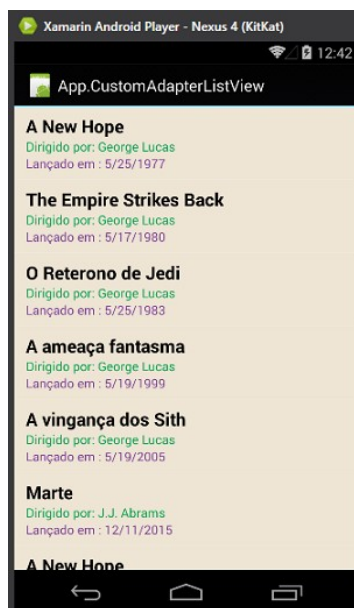 Xamarin Android Player - Nexus 4 (KitKat)
12:42
App.CustomAdapterListView
A New Hope
Dirigido por: George Lucas
Lançado em : 5/25/1977
The Empire Strikes Back
Dirigido por: George Lucas
Lançado em : 5/17/1980
O Reterono de Jedi
Dirigido por: George Lucas
Lançado em : 5/25/1983
A ameaça fantasma
Dirigido por: George Lucas
Lançado em : 5/19/1999
A vingança dos Sith
Dirigido por: George Lucas
Lançado em : 5/19/2005
Marte
Dirigido por: J.J. Abrams
Lançado em : 12/11/2015
A New Hope